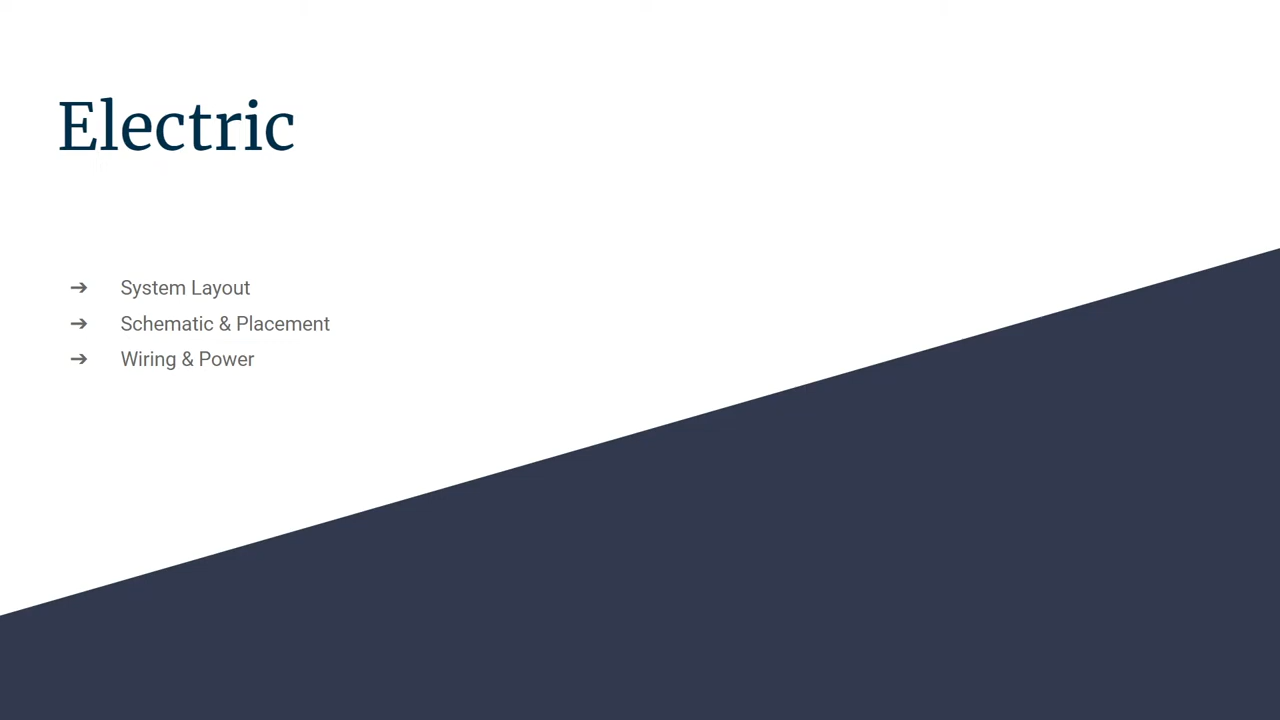 Electric
➔ System Layout
➔ Schematic & Placement
➔ Wiring & Power